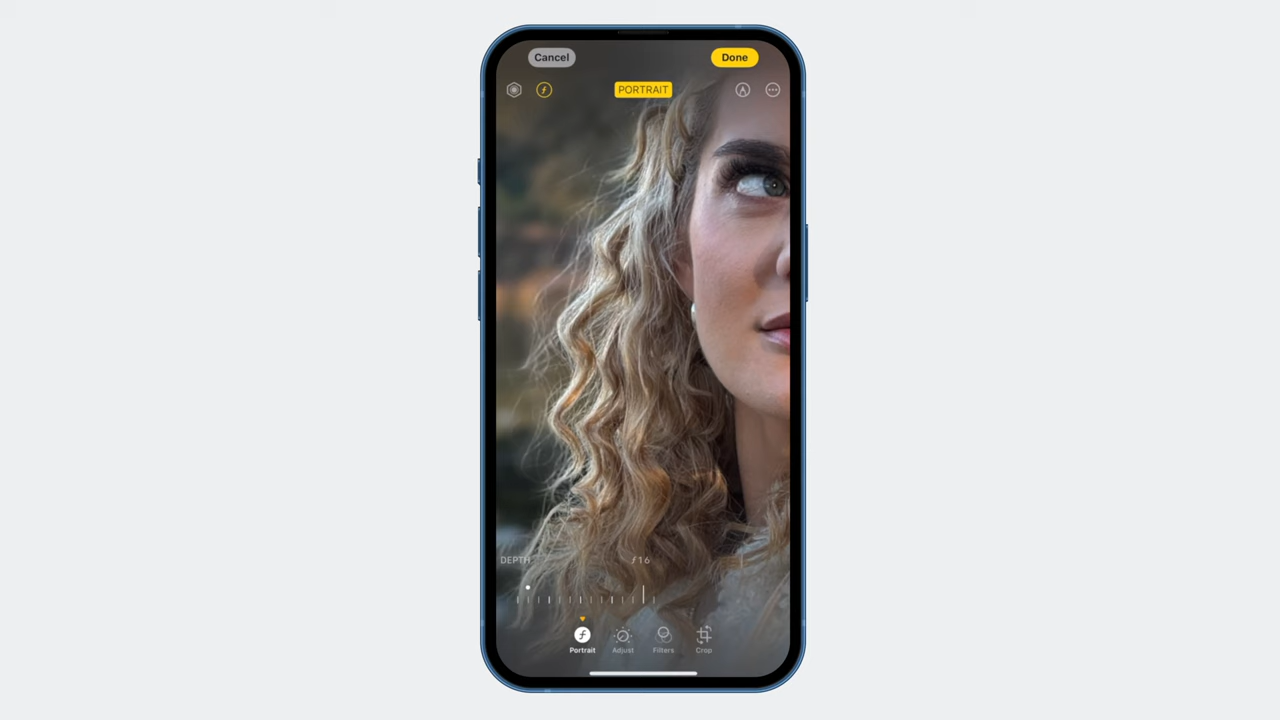 Cancel
Done
PORTRAIT
DEPTH
ƒ16
Portrait
Adjust
Filters
Crop